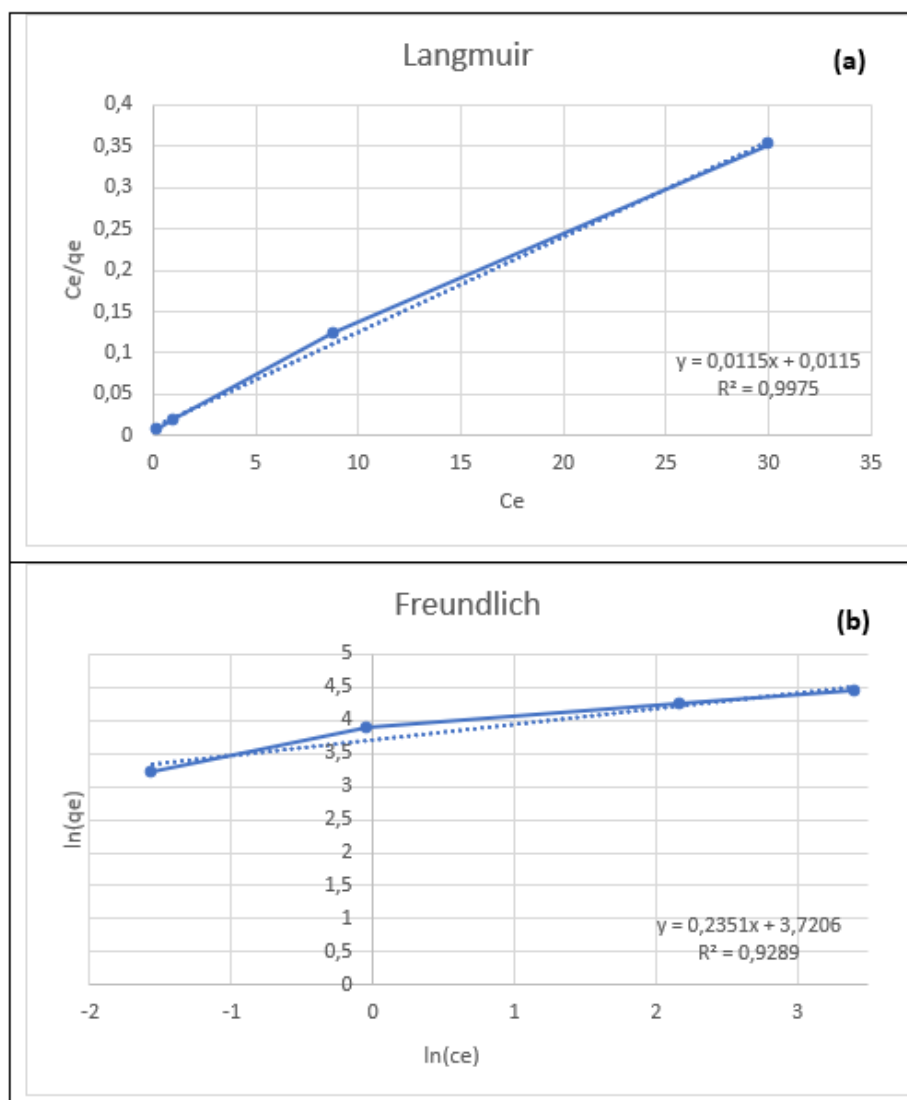 Langmuir
(a)
0,4
0,35
0,3
0,25
0,2
0,15
0,1
0,05
0
Ce/qe
y = 0,0115x + 0,0115
R² = 0,9975
0 5 10 15 20 25 30 35
Ce
Freundlich
(b)
5
4,5
4
3,5
3
2,5
2
1,5
1
0,5
0
ln(qe)
y = 0,2351x + 3,7206
R² = 0,9289
-2 -1 0 1 2 3
ln(ce)